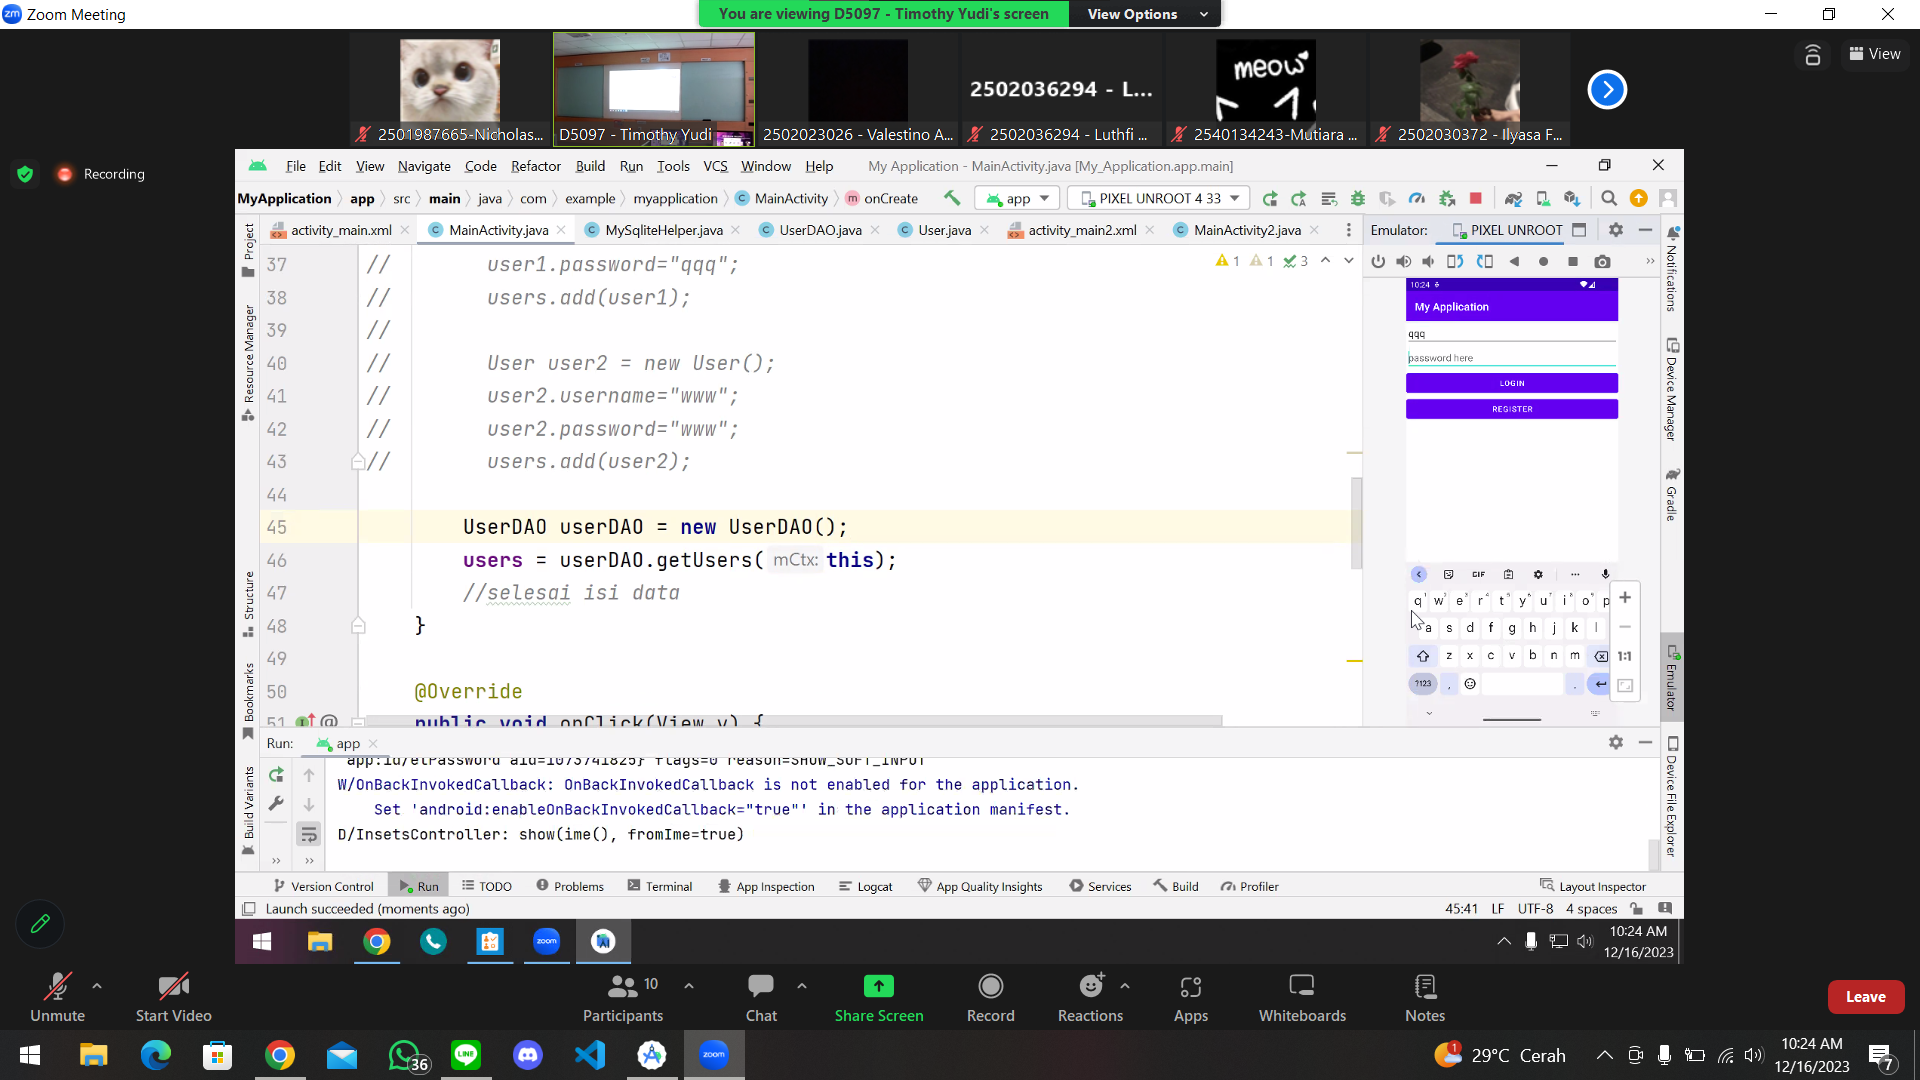 zm Zoom Meeting
You are viewing D5097 - Timothy Yudi's screen View Options
meow
2502036294 - L...
2501987665-Nicholas...
D5097 - Timothy Yudi
2502023026 - Valestino A...
2502036294 - Luthfi ...
2540134243-Mutiara ...
2502030372 - Ilyasa F...
View
Recording
File Edit View Navigate Code Refactor Build Run Tools VCS Window Help My Application - MainActivity.java [My_Application.app.main]
MyApplication app src main java com example myapplication MainActivity onCreate app PIXEL UNROOT 4 33
activity_main.xml MainActivity.java MySqliteHelper.java UserDAO.java User.java activity_main2.xml MainActivity2.java Emulator: PIXEL UNROOT
Project
Resource Manager
Structure
Bookmarks
Build Variants
1 1 3
37 // user1.password="qqq";
38 // users.add(user1);
39 //
40 // User user2 = new User();
41 // user2.username="www";
42 // user2.password="www";
43 // users.add(user2);
44
45 UserDAO userDAO = new UserDAO();
46 users = userDAO.getUsers( mCtx: this);
47 //selesai isi data
48 }
49
50 @Override
51 public void onClick(View v) {
10:24
My Application
qqq
password here
LOGIN
REGISTER
GIF
q w e r t y u i o p
a s d f g h j k l
z x c v b n m
?123 , .
1:1
Notifications
Device Manager
Gradle
Emulator
Device File Explorer
Run: app
app:id/etPassword aid=1073741825} flags=0 reason=SHOW_SOFT_INPUT
W/OnBackInvokedCallback: OnBackInvokedCallback is not enabled for the application.
Set 'android:enableOnBackInvokedCallback="true"' in the application manifest.
D/InsetsController: show(ime(), fromIme=true)
Version Control Run TODO Problems Terminal App Inspection Logcat App Quality Insights Services Build Profiler Layout Inspector
Launch succeeded (moments ago) 45:41 LF UTF-8 4 spaces
zoom
10:24 AM
12/16/2023
10
Unmute Start Video Participants Chat Share Screen Record Reactions Apps Whiteboards Notes Leave
36 LINE zoom 1 29°C Cerah
10:24 AM
12/16/2023
7